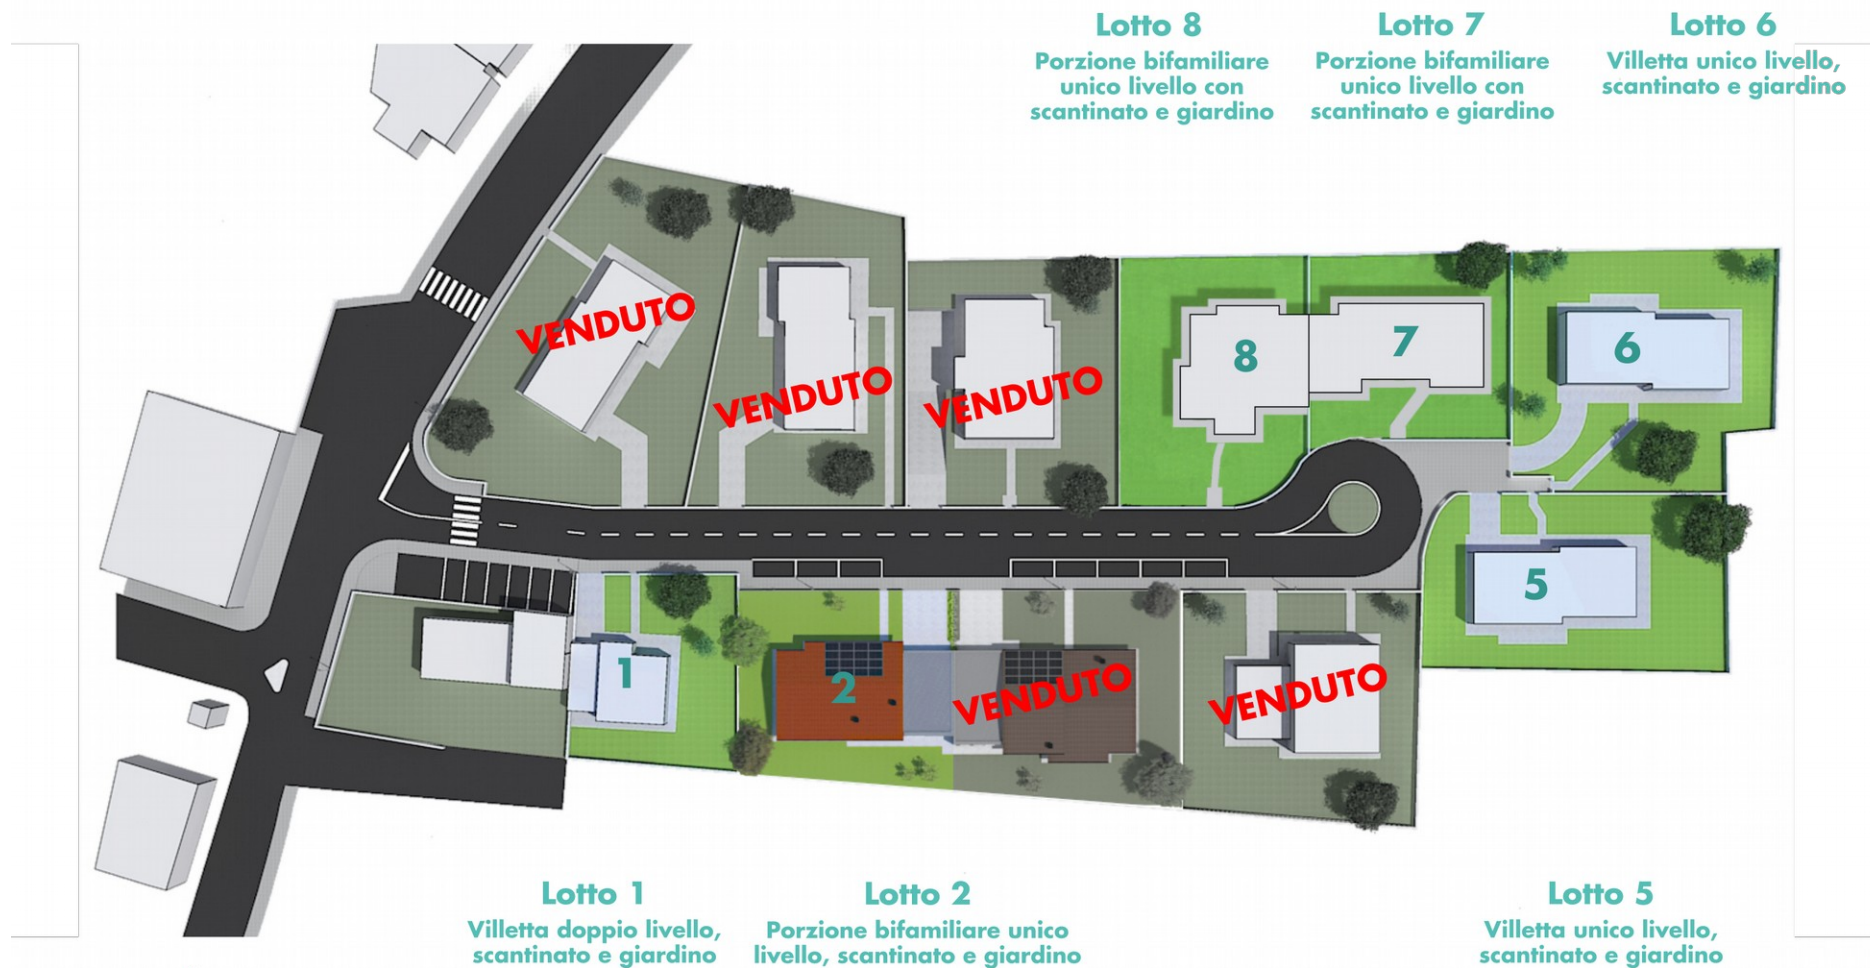 Lotto 8
Porzione bifamiliare
unico livello con
scantinato e giardino
Lotto 7
Porzione bifamiliare
unico livello con
scantinato e giardino
Lotto 6
Villetta unico livello,
scantinato e giardino
VENDUTO
VENDUTO
VENDUTO
8
7
6
5
1
2
VENDUTO
VENDUTO
Lotto 1
Villetta doppio livello,
scantinato e giardino
Lotto 2
Porzione bifamiliare unico
livello, scantinato e giardino
Lotto 5
Villetta unico livello,
scantinato e giardino